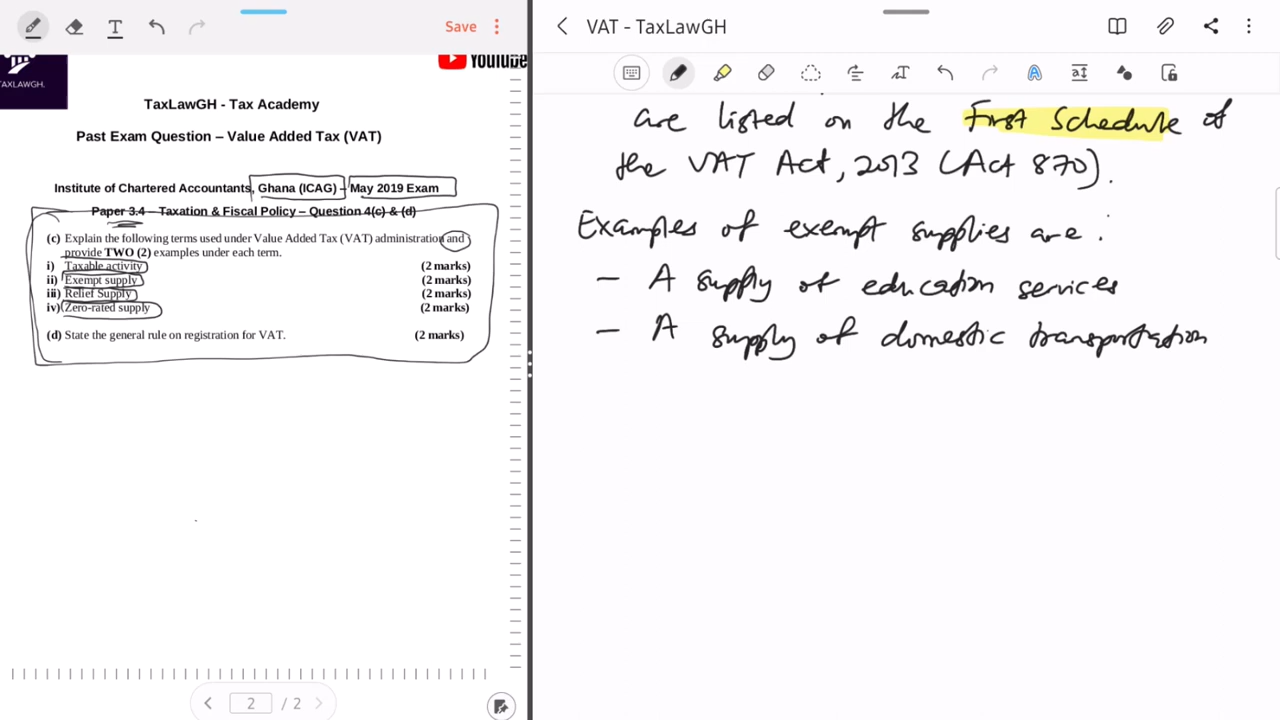 Save
TAXLAWGH.
YouTube
TaxLawGH - Tax Academy
Past Exam Question – Value Added Tax (VAT)
Institute of Chartered Accountants, Ghana (ICAG) – May 2019 Exam
Paper 3.4 – Taxation & Fiscal Policy – Question 4(c) & (d)
(c) Explain the following terms used under Value Added Tax (VAT) administration and
provide TWO (2) examples under each term.
i) Taxable activity (2 marks)
ii) Exempt supply (2 marks)
iii) Relief Supply (2 marks)
iv) Zero-rated supply (2 marks)
(d) State the general rule on registration for VAT. (2 marks)
2 / 2
VAT - TaxLawGH
are listed on the First Schedule of
the VAT Act, 2013 (Act 870).
Examples of exempt supplies are :
– A supply of education services
– A supply of domestic transportation